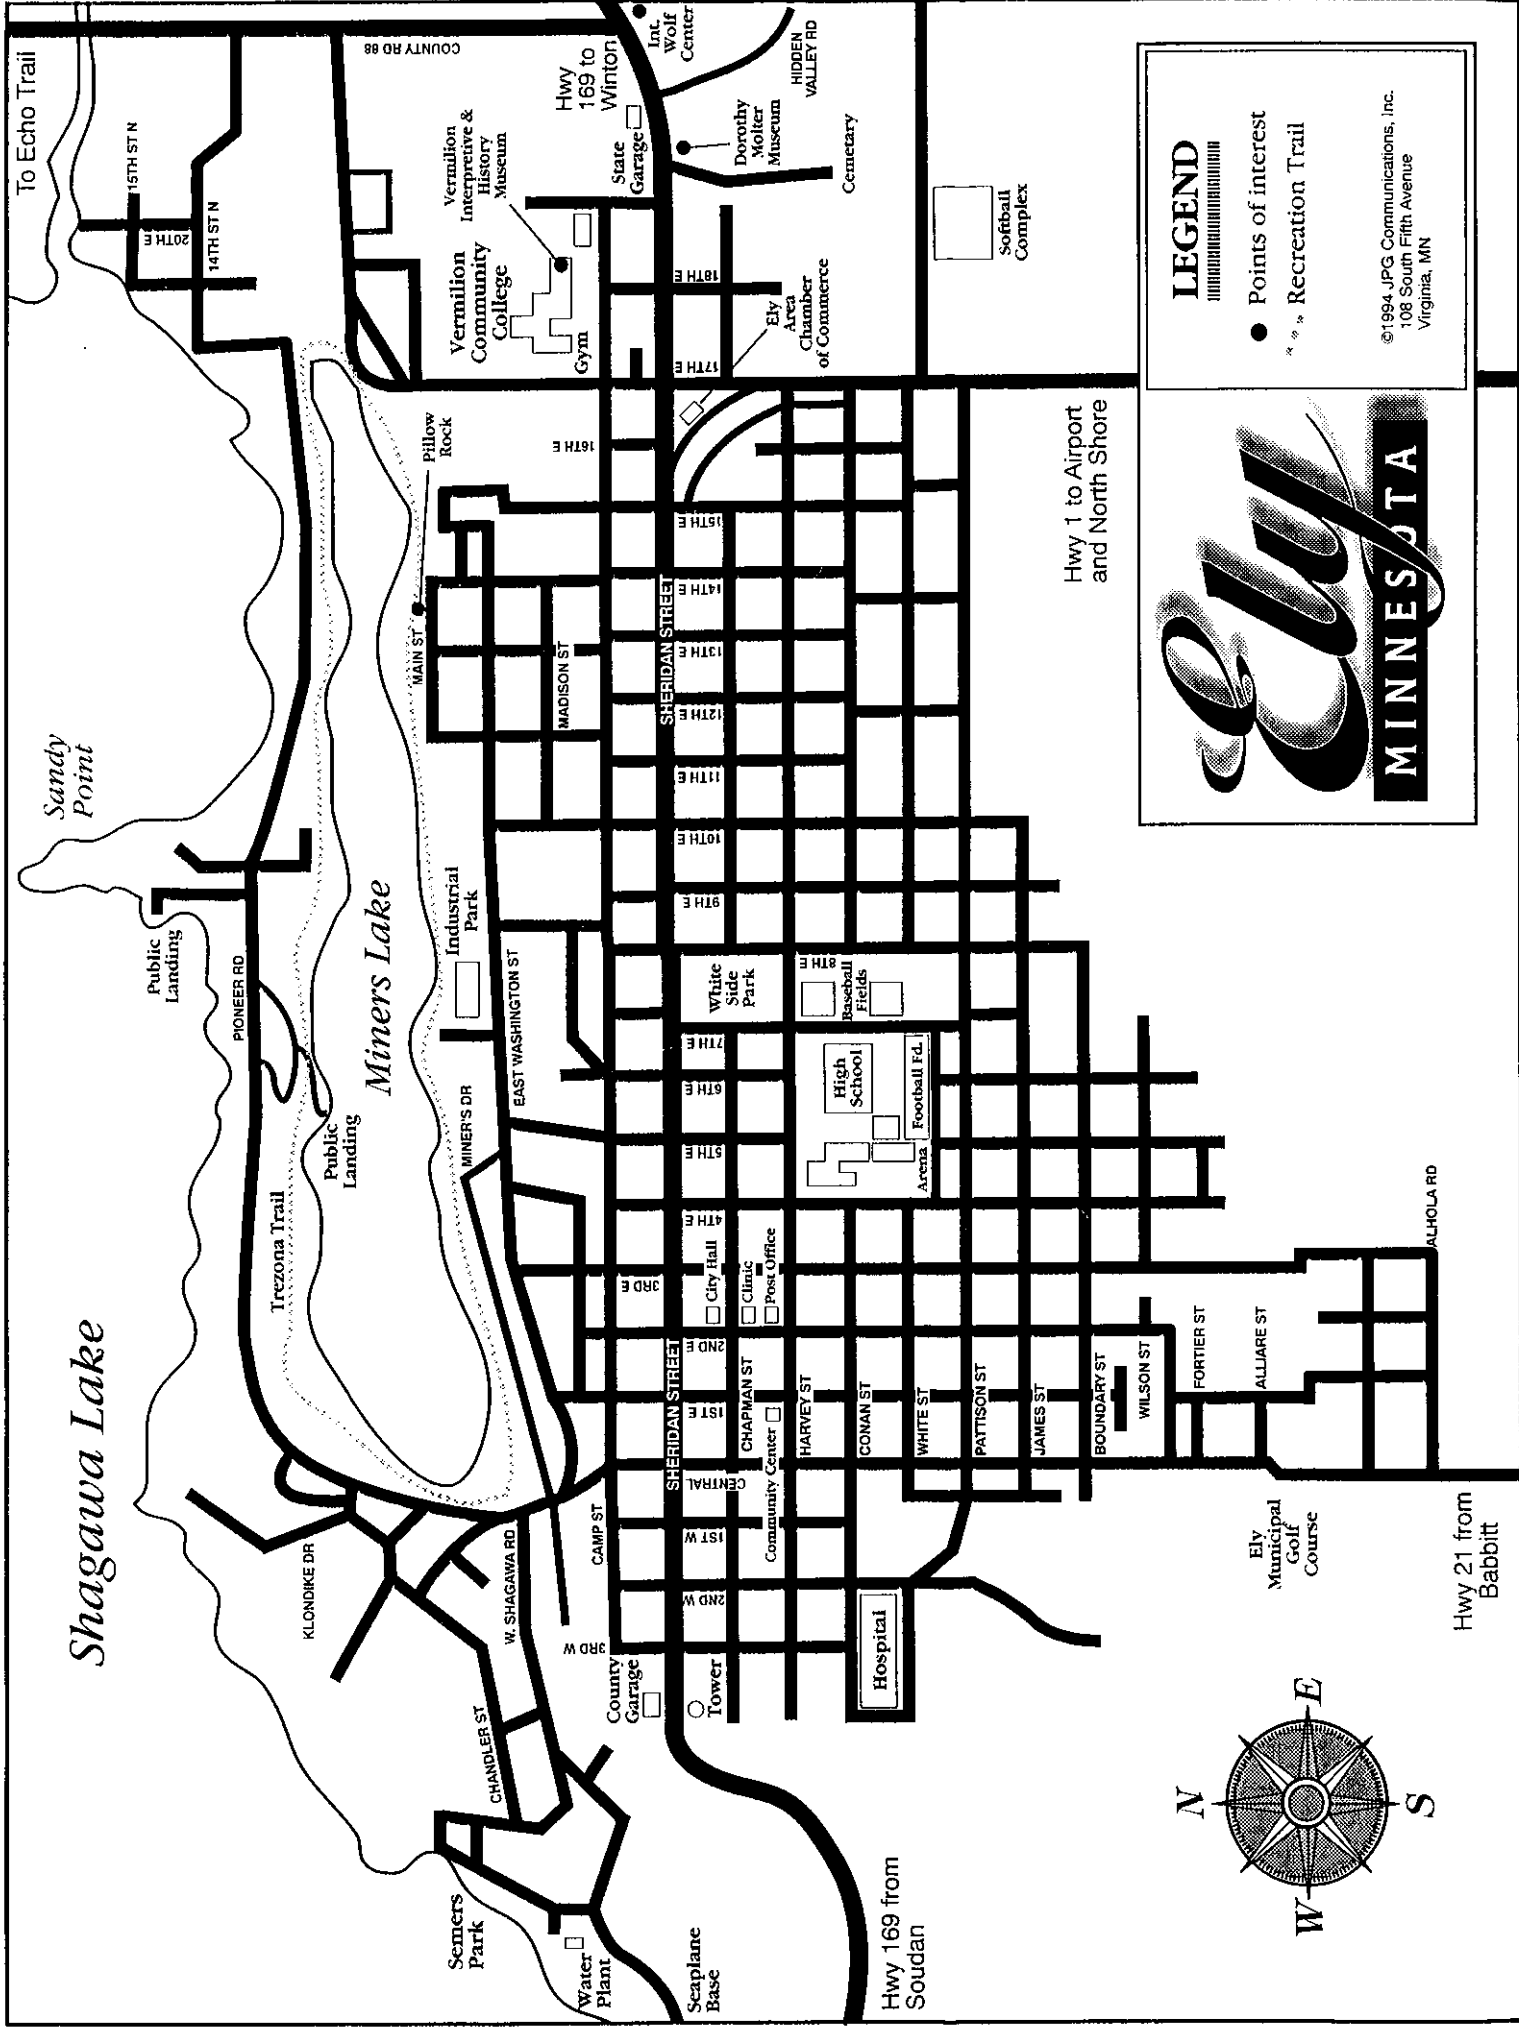 Shagawa Lake
Sandy
Point
To Echo Trail
Public
Landing
PIONEER RD
Trezona Trail
Public
Landing
Miners Lake
15TH ST N
20TH E
14TH ST N
COUNTY RD 88
Hwy
169 to
Winton
Int.
Wolf
Center
HIDDEN
VALLEY RD
State
Garage
Dorothy
Molter
Museum
Cemetary
Softball
Complex
Vermilion
Interpretive &
History
Museum
Vermilion
Community
College
Gym
Pillow
Rock
MAIN ST
MADISON ST
Industrial
Park
EAST WASHINGTON ST
MINER'S DR
KLONDIKE DR
W. SHAGAWA RD
CHANDLER ST
CAMP ST
Semers
Park
Water
Plant
Seaplane
Base
County
Garage
Tower
Hwy 169 from
Soudan
Hospital
SHERIDAN STREET
SHERIDAN STREET
3RD W
2ND W
1ST W
CENTRAL
1ST E
2ND E
3RD E
4TH E
5TH E
6TH E
7TH E
8TH E
9TH E
10TH E
11TH E
12TH E
13TH E
14TH E
15TH E
16TH E
17TH E
18TH E
Ely
Area
Chamber
of Commerce
White
Side
Park
Baseball
Fields
High
School
Football Fd.
Arena
City Hall
Clinic
Post Office
Community Center
CHAPMAN ST
HARVEY ST
CONAN ST
WHITE ST
PATTISON ST
JAMES ST
BOUNDARY ST
WILSON ST
FORTIER ST
ALLIARE ST
ALHOLA RD
Ely
Municipal
Golf
Course
Hwy 21 from
Babbitt
Hwy 1 to Airport
and North Shore
N
E
S
W
Ely
MINNESOTA
LEGEND
Points of interest
Recreation Trail
©1994 JPG Communications, Inc.
108 South Fifth Avenue
Virginia, MN